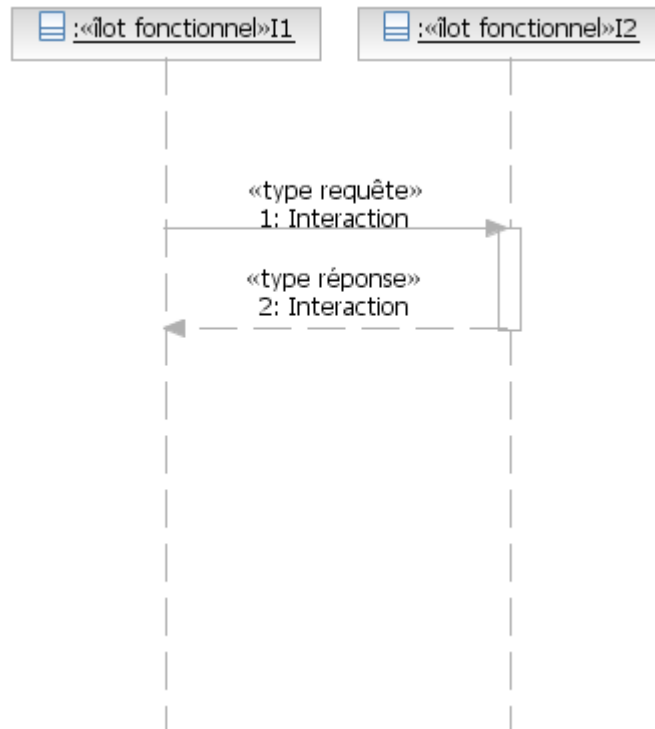 :«îlot fonctionnel»I1
:«îlot fonctionnel»I2
«type requête»
1: Interaction
«type réponse»
2: Interaction